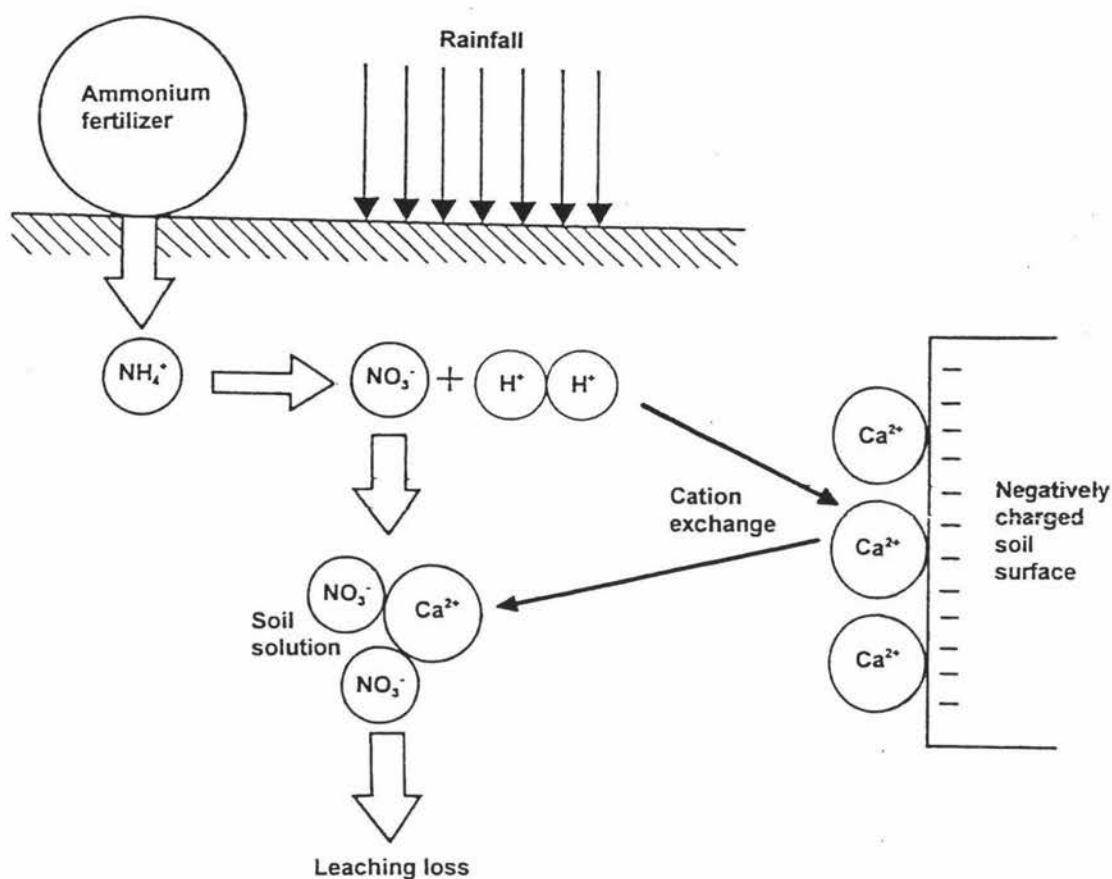 Rainfall
Ammonium
fertilizer
NH₄⁺
NO₃⁻ + H⁺ H⁺
Ca²⁺
Cation
exchange
Ca²⁺
Negatively
charged
soil
surface
NO₃⁻
Ca²⁺
Soil
solution
NO₃⁻
Ca²⁺
Leaching loss